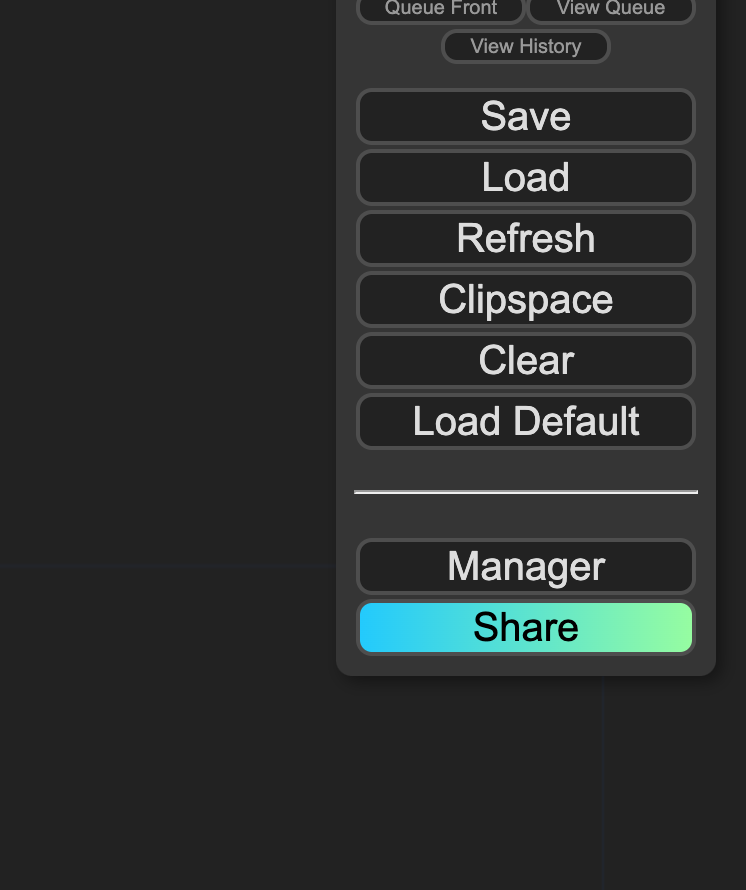 Queue Front View Queue
View History
Save
Load
Refresh
Clipspace
Clear
Load Default
Manager
Share